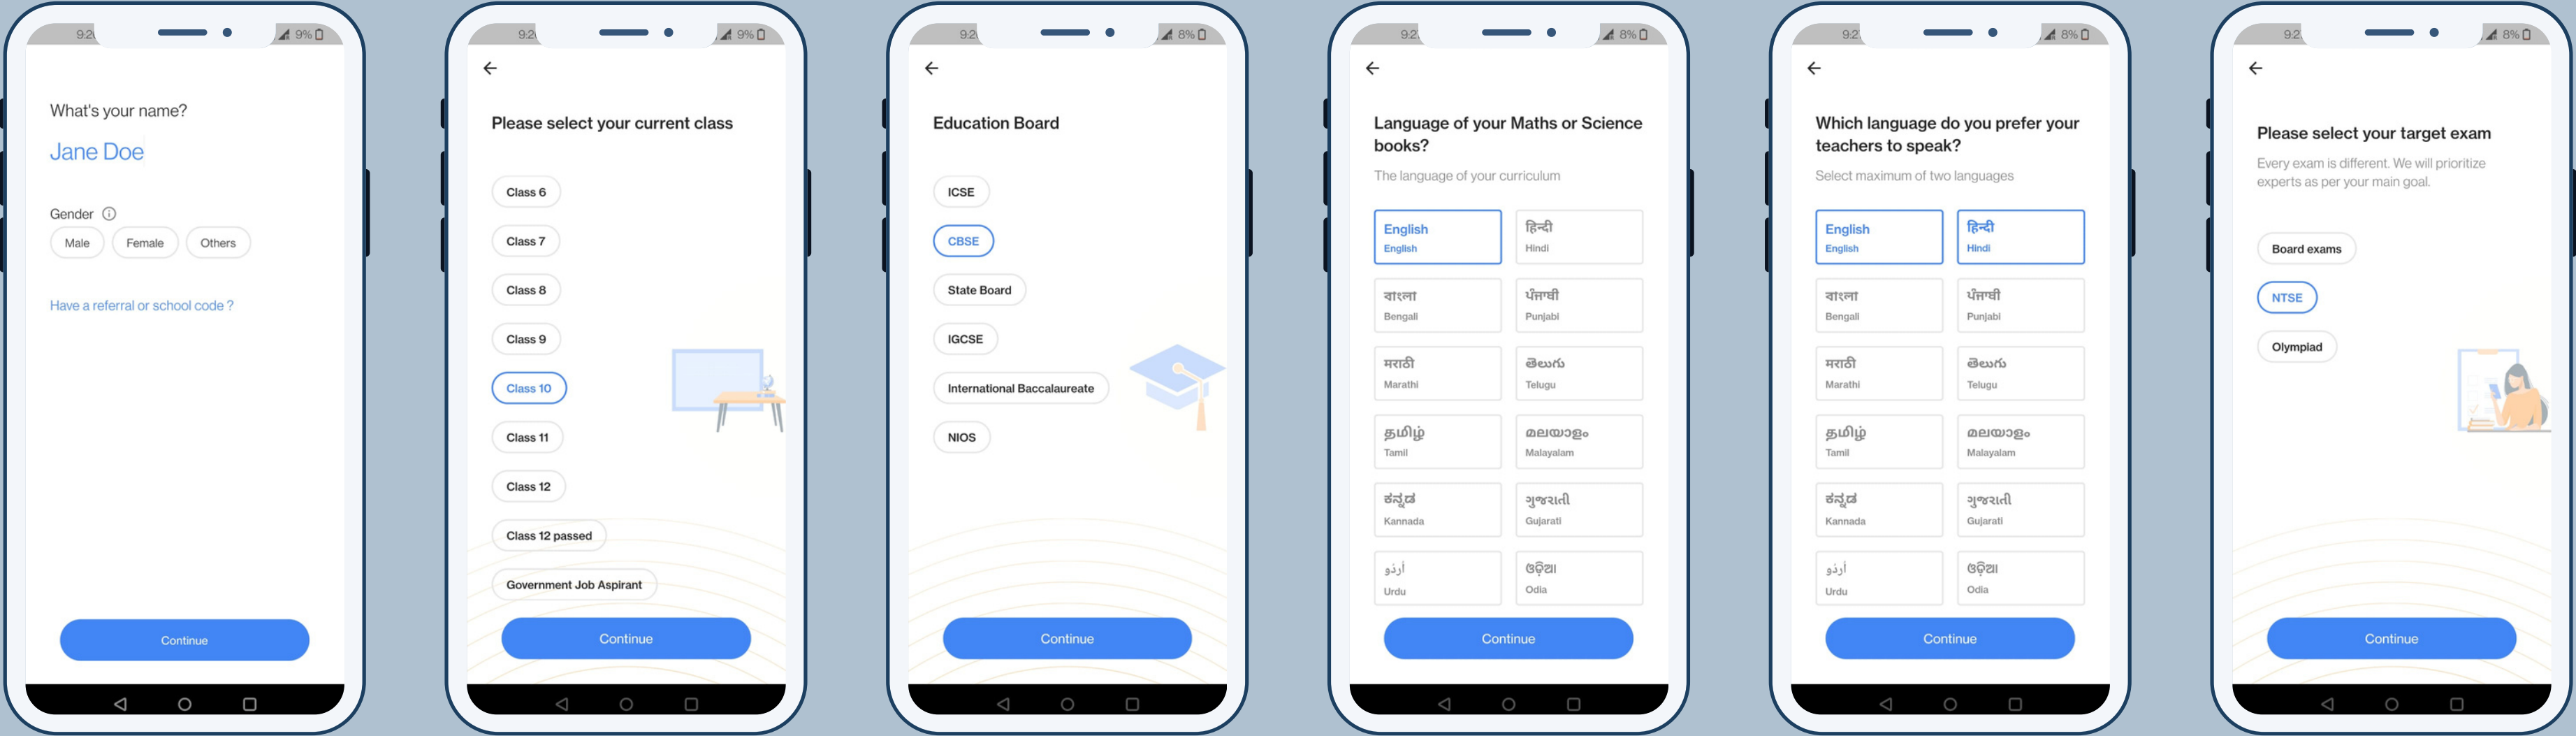 9:2
9%
What's your name?
Jane Doe
Gender
Male
Female
Others
Have a referral or school code ?
Continue
9:2
9%
Please select your current class
Class 6
Class 7
Class 8
Class 9
Class 10
Class 11
Class 12
Class 12 passed
Government Job Aspirant
Continue
9:2
8%
Education Board
ICSE
CBSE
State Board
IGCSE
International Baccalaureate
NIOS
Continue
9:2
8%
Language of your Maths or Science
books?
The language of your curriculum
English
English
हिन्दी
Hindi
বাংলা
Bengali
ਪੰਜਾਬੀ
Punjabi
मराठी
Marathi
తెలుగు
Telugu
தமிழ்
Tamil
മലയാളം
Malayalam
ಕನ್ನಡ
Kannada
ગુજરાતી
Gujarati
اُردُو
Urdu
ଓଡ଼ିଆ
Odia
Continue
9:2
8%
Which language do you prefer your
teachers to speak?
Select maximum of two languages
English
English
हिन्दी
Hindi
বাংলা
Bengali
ਪੰਜਾਬੀ
Punjabi
मराठी
Marathi
తెలుగు
Telugu
தமிழ்
Tamil
മലയാളം
Malayalam
ಕನ್ನಡ
Kannada
ગુજરાતી
Gujarati
اُردُو
Urdu
ଓଡ଼ିଆ
Odia
Continue
9:2
8%
Please select your target exam
Every exam is different. We will prioritize
experts as per your main goal.
Board exams
NTSE
Olympiad
Continue